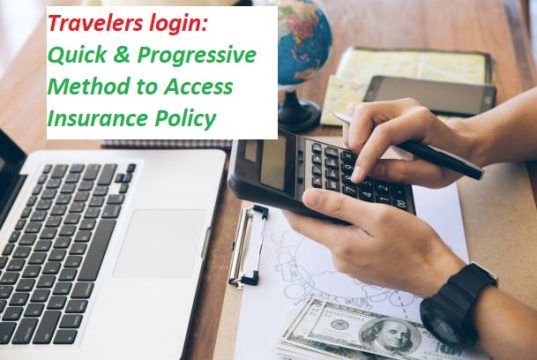 Travelers login:
Quick & Progressive
Method to Access
Insurance Policy